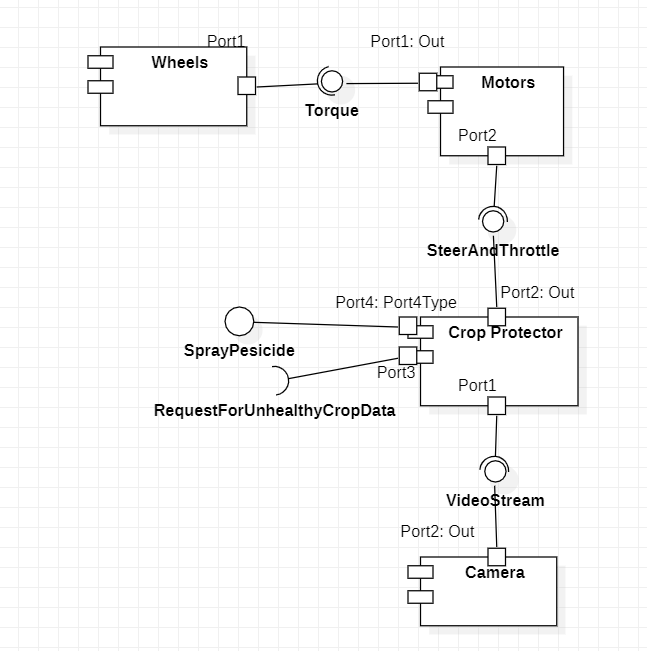 Port1
Port1: Out
Wheels
Motors
Torque
Port2
SteerAndThrottle
Port2: Out
Port4: Port4Type
Crop Protector
SprayPesicide
Port3
Port1
RequestForUnhealthyCropData
VideoStream
Port2: Out
Camera